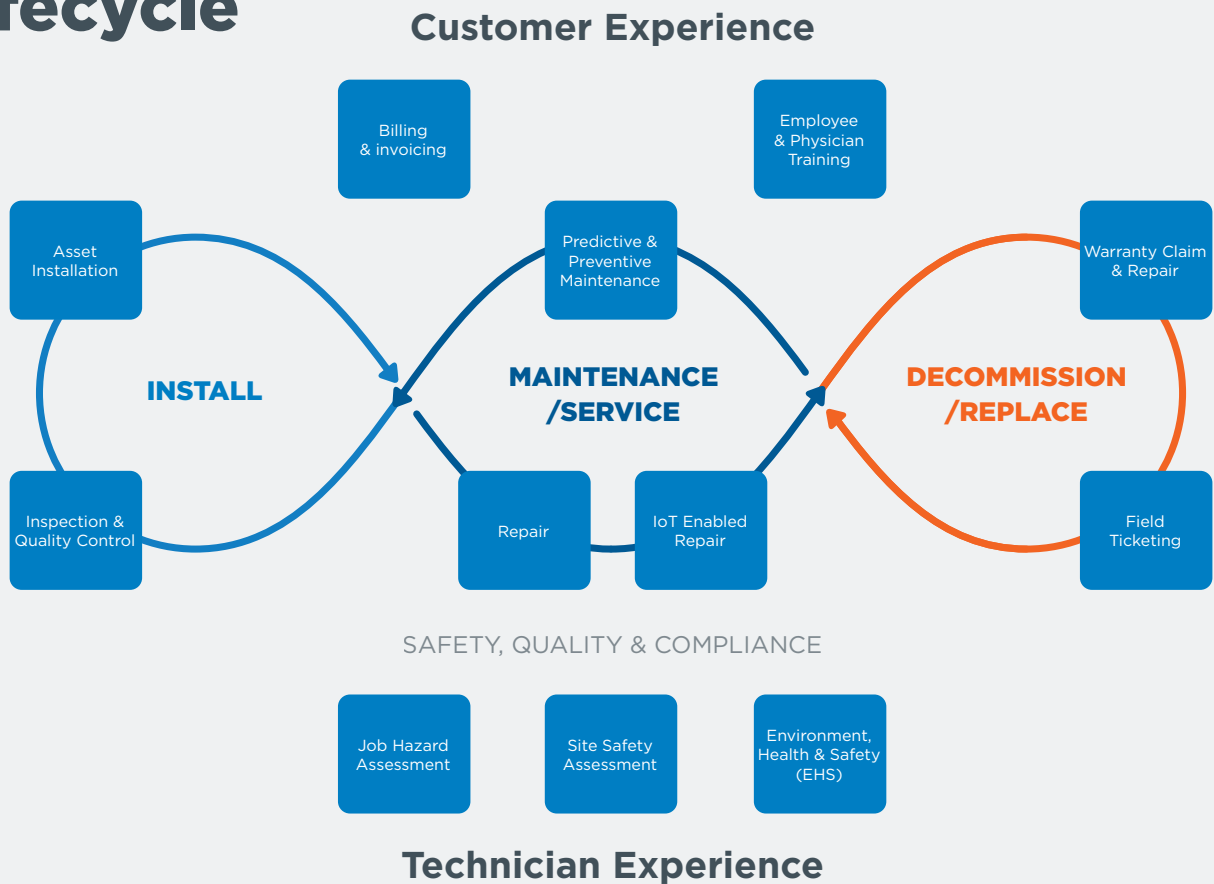 fecycle
Customer Experience
Billing
& invoicing
Employee
& Physician
Training
Asset
Installation
Predictive &
Preventive
Maintenance
Warranty Claim
& Repair
INSTALL
MAINTENANCE
/SERVICE
DECOMMISSION
/REPLACE
Inspection &
Quality Control
Repair
IoT Enabled
Repair
Field
Ticketing
SAFETY, QUALITY & COMPLIANCE
Job Hazard
Assessment
Site Safety
Assessment
Environment,
Health & Safety
(EHS)
Technician Experience